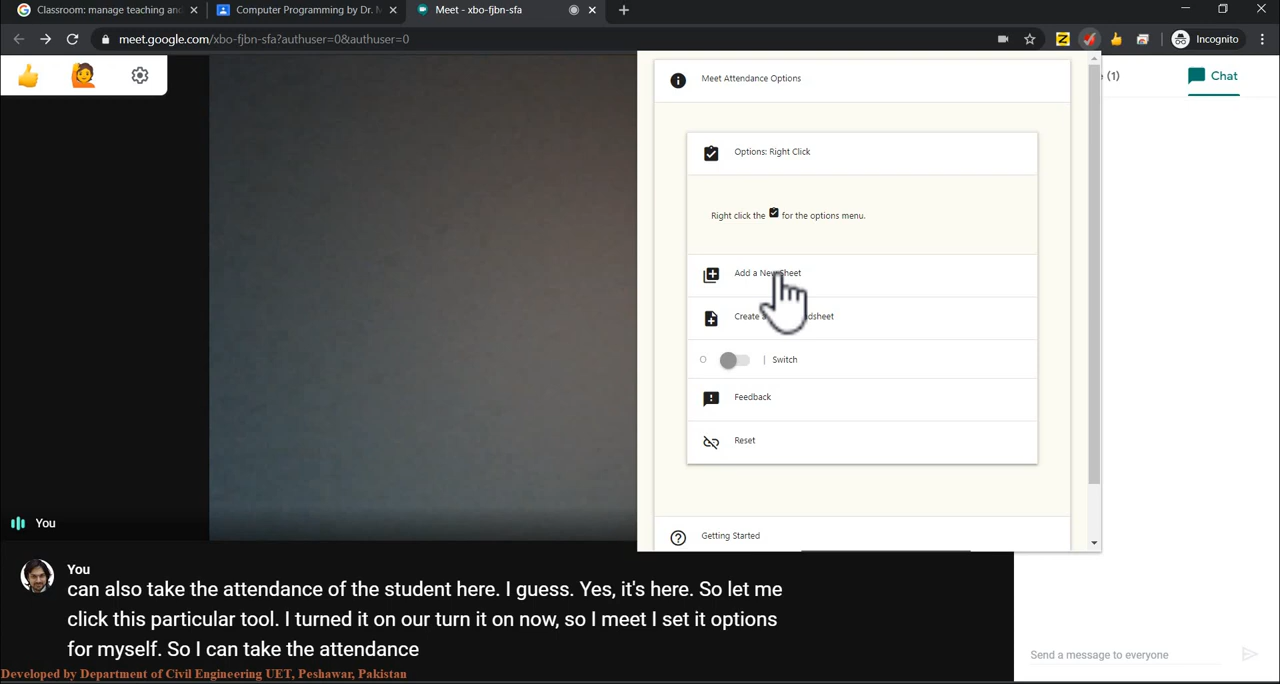 Classroom: manage teaching and
Computer Programming by Dr. M
Meet - xbo-fjbn-sfa
meet.google.com/xbo-fjbn-sfa?authuser=0&authuser=0
Incognito
Meet Attendance Options
(1)
Chat
Options: Right Click
Right click the for the options menu.
Add a New Sheet
Create a
dsheet
O | Switch
Feedback
Reset
Getting Started
You
You
can also take the attendance of the student here. I guess. Yes, it's here. So let me
click this particular tool. I turned it on our turn it on now, so I meet I set it options
for myself. So I can take the attendance
Send a message to everyone
Developed by Department of Civil Engineering UET, Peshawar, Pakistan